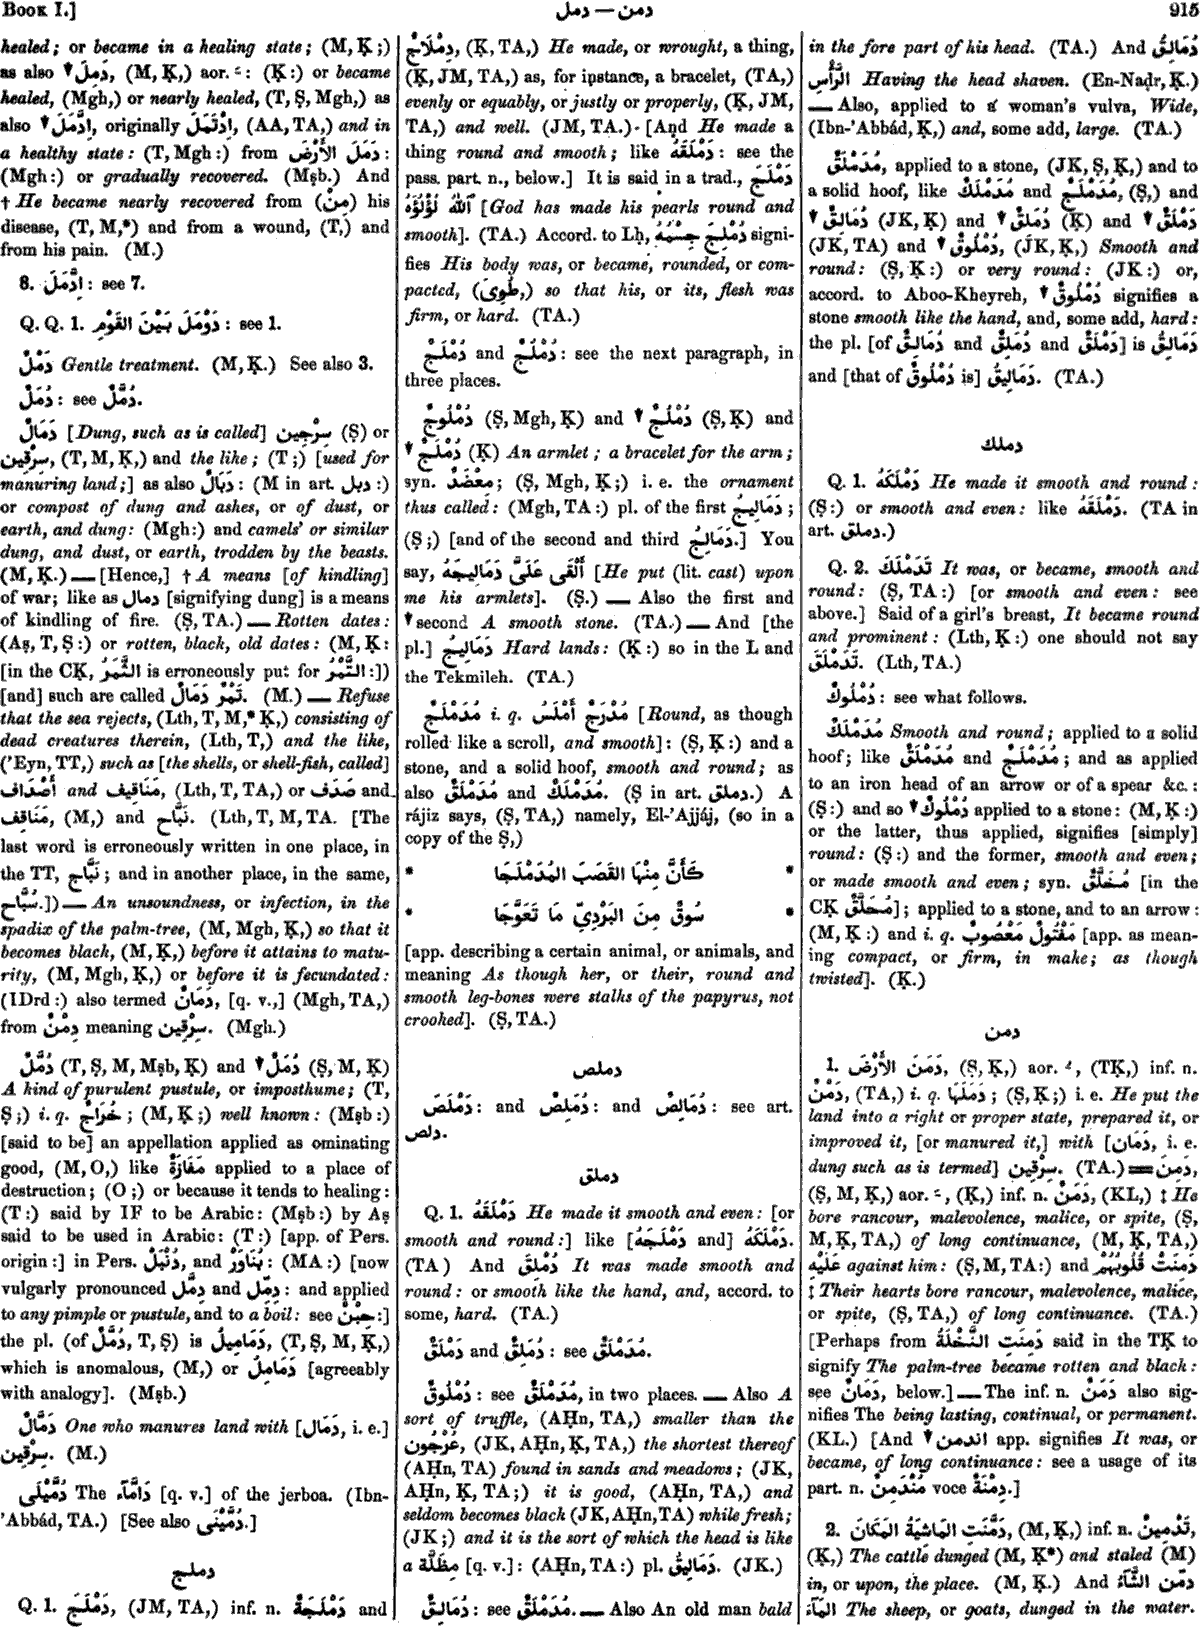 BOOK I.]
دمل — دمن
915
healed; or became in a healing state; (M, Ḳ;)
as also ↓ دَمِلَ, (M, Ḳ,) aor. ـَ: (Ḳ:) or became
healed, (Mgh,) or nearly healed, (T, Ṣ, Mgh,) as
also ↓ اِدَّمَلَ, originally اِدْتَمَلَ, (AA, TA,) and in
a healthy state: (T, Mgh:) from دَمَلَ الأَرْضَ:
(Mgh:) or gradually recovered. (Mṣb.) And
† He became nearly recovered from (مِنْ) his
disease, (T, M,*) and from a wound, (T,) and
from his pain. (M.)
8. اِدَّمَلَ: see 7.
Q. Q. 1. دَوْمَلَ بَيْنَ القَوْمِ: see 1.
دَمْلٌ Gentle treatment. (M, Ḳ.) See also 3.
دُمَلٌ: see دُمَّلٌ.
دَمَالٌ [Dung, such as is called] سِرْجِين (Ṣ) or
سِرْقِين, (T, M, Ḳ,) and the like; (T;) [used for
manuring land;] as also دَبَالٌ: (M in art. دبل:)
or compost of dung and ashes, or of dust, or
earth, and dung: (Mgh:) and camels' or similar
dung, and dust, or earth, trodden by the beasts.
(M, Ḳ.) — [Hence,] † A means [of kindling]
of war; like as دمال [signifying dung] is a means
of kindling of fire. (Ṣ, TA.) — Rotten dates:
(Aṣ, T, Ṣ:) or rotten, black, old dates: (M, Ḳ:
[in the CḲ, الثَّمَرُ is erroneously put for التَّمْرُ:])
[and] such are called تَمْرٌ دَمَالٌ. (M.) — Refuse
that the sea rejects, (Lth, T, M,* Ḳ,) consisting of
dead creatures therein, (Lth, T,) and the like,
('Eyn, TT,) such as [the shells, or shell-fish, called]
أَصْدَاف and مَنَاقِيف, (Lth, T, TA,) or صَدَف and
مَنَاقِف, (M,) and نَبَّاح. (Lth, T, M, TA. [The
last word is erroneously written in one place, in
the TT, نَبَّاج; and in another place, in the same,
سُبَّاح.]) — An unsoundness, or infection, in the
spadix of the palm-tree, (M, Mgh, Ḳ,) so that it
becomes black, (M, Ḳ,) before it attains to matu-
rity, (M, Mgh, Ḳ,) or before it is fecundated:
(IDrd:) also termed دَمَانٌ, [q. v.,] (Mgh, TA,)
from دِمْنٌ meaning سِرْقِين. (Mgh.)
دُمَّلٌ (T, Ṣ, M, Mṣb, Ḳ) and ↓ دُمَلٌ (Ṣ, M, Ḳ)
A kind of purulent pustule, or imposthume; (T,
Ṣ;) i. q. خُرَاجٌ; (M, Ḳ;) well known: (Mṣb:)
[said to be] an appellation applied as ominating
good, (M, O,) like مَفَازَةٌ applied to a place of
destruction; (O;) or because it tends to healing:
(T:) said by IF to be Arabic: (Mṣb:) by Aṣ
said to be used in Arabic: (T:) [app. of Pers.
origin:] in Pers. دُنْبَلْ, and بُنَاوَرْ: (MA:) [now
vulgarly pronounced دِمَّل and دِمِّل: and applied
to any pimple or pustule, and to a boil: see حِبْنٌ:]
the pl. (of دُمَّلٌ, T, Ṣ) is دَمَامِيلُ, (T, Ṣ, M, Ḳ,)
which is anomalous, (M,) or دَمَامِلُ [agreeably
with analogy]. (Mṣb.)
دَمَّالٌ One who manures land with [دَمَال, i. e.]
سِرْقِين. (M.)
دُمَّيْلَى The دَامَّآء [q. v.] of the jerboa. (Ibn-
'Abbád, TA.) [See also دُمَّيْنَى.]
دملج
Q. 1. دَمْلَجَ, (JM, TA,) inf. n. دَمْلَجَةٌ and
دِمْلَاجٌ, (Ḳ, TA,) He made, or wrought, a thing,
(Ḳ, JM, TA,) as, for instance, a bracelet, (TA,)
evenly or equably, or justly or properly, (Ḳ, JM,
TA,) and well. (JM, TA.) [And He made a
thing round and smooth; like دَمْلَقَهُ: see the
pass. part. n., below.] It is said in a trad., دَمْلَجَ
ٱللّٰهُ لُؤْلُؤَهُ [God has made his pearls round and
smooth]. (TA.) Accord. to Lḥ, دُمْلِجَ جِسْمُهُ signi-
fies His body was, or became, rounded, or com-
pacted, (طُوِىَ,) so that his, or its, flesh was
firm, or hard. (TA.)
دُمْلَجٌ and دُمْلُجٌ: see the next paragraph, in
three places.
دُمْلُوجٌ (Ṣ, Mgh, Ḳ) and ↓ دُمْلُجٌ (Ṣ, Ḳ) and
↓ دُمْلَجٌ (Ḳ) An armlet; a bracelet for the arm;
syn. مِعْضَدٌ; (Ṣ, Mgh, Ḳ;) i. e. the ornament
thus called: (Mgh, TA:) pl. of the first دَمَالِيجُ;
(Ṣ;) [and of the second and third دَمَالِجُ.] You
say, أَلْقَى عَلَىَّ دَمَالِيجَهُ [He put (lit. cast) upon
me his armlets]. (Ṣ.) — Also the first and
↓ second A smooth stone. (TA.) — And [the
pl.] دَمَالِيجُ Hard lands: (Ḳ:) so in the L and
the Tekmileh. (TA.)
مُدَمْلَجٌ i. q. مُدْرَجٌ أَمْلَسُ [Round, as though
rolled like a scroll, and smooth]: (Ṣ, Ḳ:) and a
stone, and a solid hoof, smooth and round; as
also مُدَمْلَقٌ and مُدَمْلَكٌ. (Ṣ in art. دملق.) A
rájiz says, (Ṣ, TA,) namely, El-'Ajjáj, (so in a
copy of the Ṣ,)
* كَأَنَّ مِنْهَا القَصَبَ المُدَمْلَجَا *
* سُوقٌ مِنَ البَرْدِىِّ مَا تَعَوَّجَا *
[app. describing a certain animal, or animals, and
meaning As though her, or their, round and
smooth leg-bones were stalks of the papyrus, not
crooked]. (Ṣ, TA.)
دملص
دَمْلَصَ: and دُمَلِصٌ: and دُمَالِصٌ: see art.
دلص.
دملق
Q. 1. دَمْلَقَهُ He made it smooth and even: [or
smooth and round:] like [دَمْلَجَهُ and] دَمْلَكَهُ.
(TA) And دُمْلِقَ It was made smooth and
round: or smooth like the hand, and, accord. to
some, hard. (TA.)
دُمَلِقٌ and دُمْلَقٌ: see مُدَمْلَقٌ.
دُمْلُوقٌ: see مُدَمْلَقٌ, in two places. — Also A
sort of truffle, (AḤn, TA,) smaller than the
عُرْجُون, (JK, AḤn, Ḳ, TA,) the shortest thereof
(AḤn, TA) found in sands and meadows; (JK,
AḤn, Ḳ, TA;) it is good, (AḤn, TA,) and
seldom becomes black (JK, AḤn, TA) while fresh;
(JK;) and it is the sort of which the head is like
a مِظَلَّة [q. v.]: (AḤn, TA:) pl. دَمَالِيقُ. (JK.)
دُمَالِقٌ: see مُدَمْلَقٌ. — Also An old man bald
in the fore part of his head. (TA.) And دُمَالِقُ
الرَّأْسِ Having the head shaven. (En-Naḍr, Ḳ.)
— Also, applied to a woman's vulva, Wide,
(Ibn-'Abbád, Ḳ,) and, some add, large. (TA.)
مُدَمْلَقٌ, applied to a stone, (JK, Ṣ, Ḳ,) and to
a solid hoof, like مُدَمْلَكٌ and مُدَمْلَجٌ, (Ṣ,) and
↓ دُمَالِقٌ (JK, Ḳ) and ↓ دُمَلِقٌ (Ḳ) and ↓ دُمْلَقٌ
(JK, TA) and ↓ دُمْلُوقٌ, (JK, Ḳ,) Smooth and
round: (Ṣ, Ḳ:) or very round: (JK:) or,
accord. to Aboo-Kheyreh, ↓ دُمْلُوقٌ signifies a
stone smooth like the hand, and, some add, hard:
the pl. [of دُمَالِقٌ and دُمَلِقٌ and دُمْلَقٌ] is دَمَالِقُ
and [that of دُمْلُوقٌ is] دَمَالِيقُ. (TA.)
دملك
Q. 1. دَمْلَكَهُ He made it smooth and round:
(Ṣ:) or smooth and even: like دَمْلَقَهُ. (TA in
art. دملق.)
Q. 2. تَدَمْلَكَ It was, or became, smooth and
round: (Ṣ, TA:) [or smooth and even: see
above.] Said of a girl's breast, It became round
and prominent: (Lth, Ḳ:) one should not say
تَدَمْلَقَ. (Lth, TA.)
دُمْلُوكٌ: see what follows.
مُدَمْلَكٌ Smooth and round; applied to a solid
hoof; like مُدَمْلَقٌ and مُدَمْلَجٌ; and as applied
to an iron head of an arrow or of a spear &c.:
(Ṣ:) and so ↓ دُمْلُوكٌ applied to a stone: (M, Ḳ:)
or the latter, thus applied, signifies [simply]
round: (Ṣ:) and the former, smooth and even;
or made smooth and even; syn. مُخَلَّقٌ [in the
CḲ مُحَلَّقٌ]; applied to a stone, and to an arrow:
(M, Ḳ:) and i. q. مَفْتُولٌ مَعْصُوبٌ [app. as mean-
ing compact, or firm, in make; as though
twisted]. (Ḳ.)
دمن
1. دَمَنَ الأَرْضَ, (Ṣ, Ḳ,) aor. ـُ, (TḲ,) inf. n.
دَمْنٌ, (TA,) i. q. دَمَلَهَا; (Ṣ, Ḳ;) i. e. He put the
land into a right or proper state, prepared it, or
improved it, [or manured it,] with [دَمَان, i. e.
dung such as is termed] سِرْقِين. (TA.) = دَمِنَ,
(Ṣ, M, Ḳ,) aor. ـَ, (Ḳ,) inf. n. دَمَنٌ, (KL,) ‡ He
bore rancour, malevolence, malice, or spite, (Ṣ,
M, Ḳ, TA,) of long continuance, (M, Ḳ, TA,)
عَلَيْهِ against him: (Ṣ, M, TA:) and دَمِنَتْ قُلُوبُهُمْ
‡ Their hearts bore rancour, malevolence, malice,
or spite, (Ṣ, TA,) of long continuance. (TA.)
[Perhaps from دَمِنَتِ النَّخْلَةُ said in the TḲ to
signify The palm-tree became rotten and black:
see دَمَانٌ, below.] — The inf. n. دَمَنٌ also sig-
nifies The being lasting, continual, or permanent.
(KL.) [And ↓ اندمن app. signifies It was, or
became, of long continuance: see a usage of its
part. n. مُنْدَمِنٌ voce دِمْنَةٌ.]
2. دَمَّنَتِ المَاشِيَةُ المَكَانَ, (M, Ḳ,) inf. n. تَدْمِينٌ,
(Ḳ,) The cattle dunged (M, Ḳ*) and staled (M)
in, or upon, the place. (M, Ḳ.) And دمّن الشَّآءُ
المَآءَ The sheep, or goats, dunged in the water.